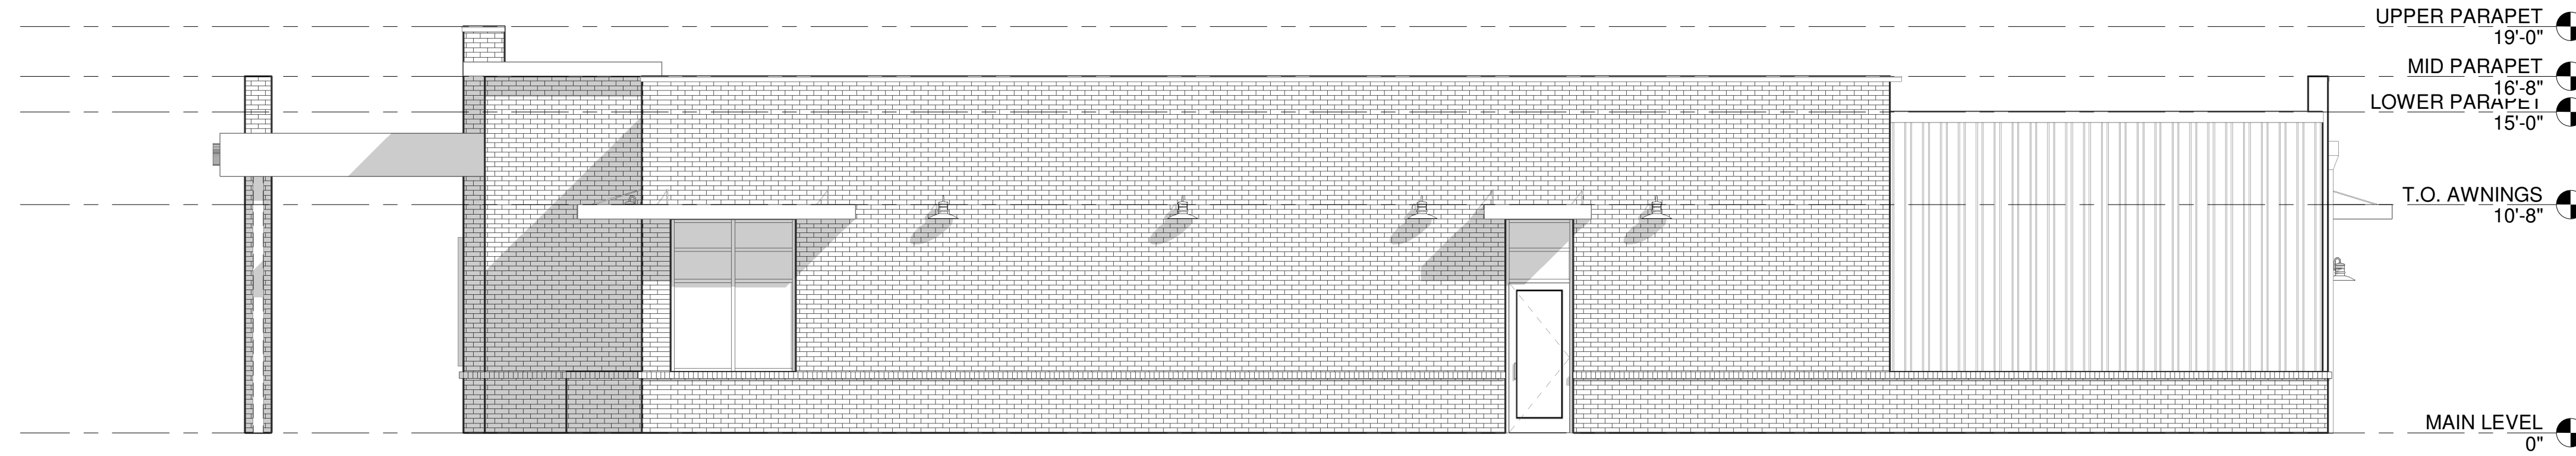 UPPER PARAPET
19'-0"
MID PARAPET
16'-8"
LOWER PARAPET
15'-0"
T.O. AWNINGS
10'-8"
MAIN LEVEL
0"